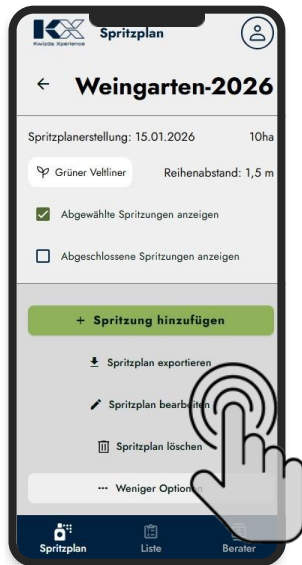 KX
Kwizda Xperience
Spritzplan
← Weingarten-2026
Spritzplanerstellung: 15.01.2026 10ha
Grüner Veltliner Reihenabstand: 1,5 m
Abgewählte Spritzungen anzeigen
Abgeschlossene Spritzungen anzeigen
+ Spritzung hinzufügen
Spritzplan exportieren
Spritzplan bearbeiten
Spritzplan löschen
··· Weniger Optionen
Spritzplan Liste Berater